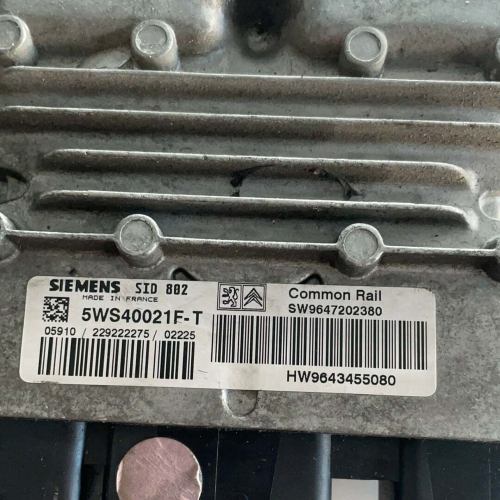 SIEMENS SID 802
MADE IN FRANCE
5WS40021F-T
05910 / 229222275 / 02225
Common Rail
SW9647202380
HW9643455080